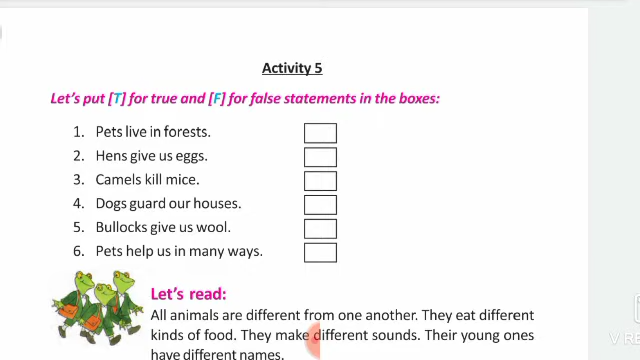 Activity 5
Let's put [T] for true and [F] for false statements in the boxes:
1. Pets live in forests.
2. Hens give us eggs.
3. Camels kill mice.
4. Dogs guard our houses.
5. Bullocks give us wool.
6. Pets help us in many ways.
Let's read:
All animals are different from one another. They eat different
kinds of food. They make different sounds. Their young ones
have different names.
V RE